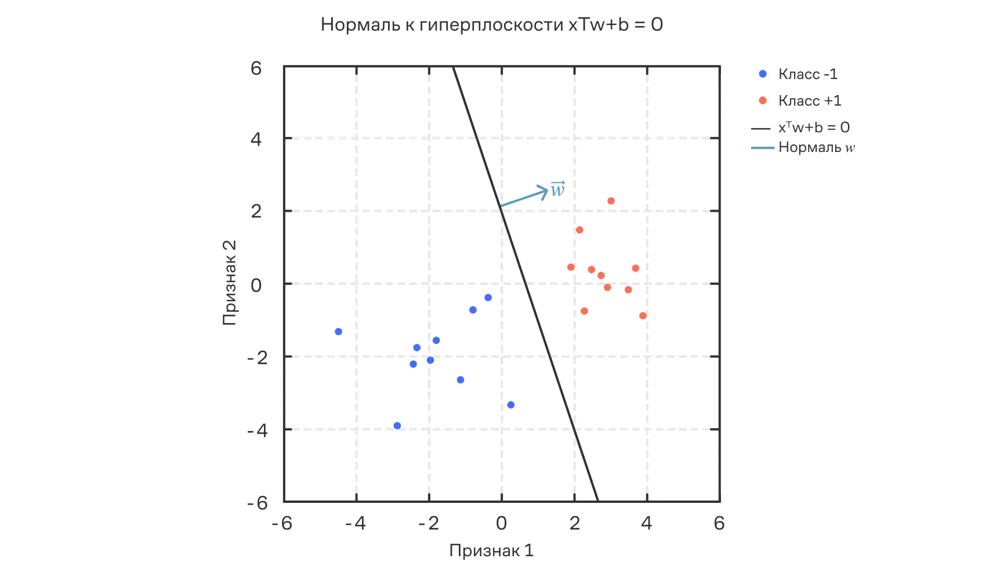 Нормаль к гиперплоскости xTw+b = 0
Класс -1
Класс +1
xᵀw+b = 0
Нормаль w
6
4
2
0
-2
-4
-6
w
Признак 2
-6 -4 -2 0 2 4 6
Признак 1